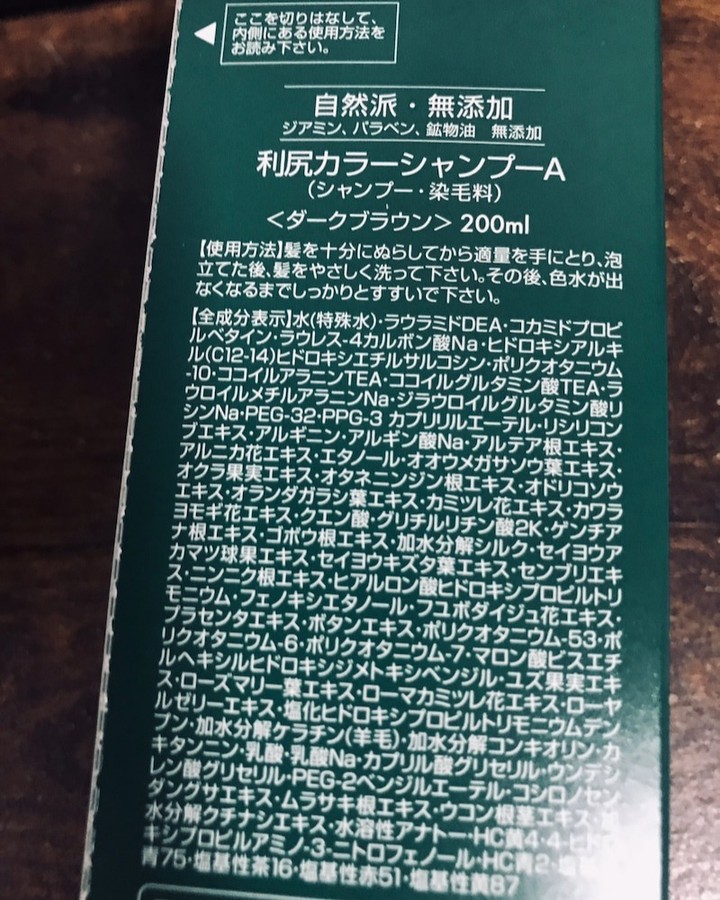 ここを切りはなして、
内側にある使用方法を
お読み下さい。
自然派・無添加
ジアミン、パラベン、鉱物油 無添加
利尻カラーシャンプーA
(シャンプー・染毛料)
<ダークブラウン> 200ml
【使用方法】髪を十分にぬらしてから適量を手にとり、泡
立てた後、髪をやさしく洗って下さい。その後、色水が出
なくなるまでしっかりとすすいで下さい。
【全成分表示】水(特殊水)・ラウラミドDEA・コカミドプロピ
ルベタイン・ラウレス-4カルボン酸Na・ヒドロキシアルキ
ル(C12-14)ヒドロキシエチルサルコシン・ポリクオタニウム
-10・ココイルアラニンTEA・ココイルグルタミン酸TEA・ラ
ウロイルメチルアラニンNa・ジラウロイルグルタミン酸リ
シンNa・PEG-32・PPG-3 カプリリルエーテル・リシリコン
ブエキス・アルギニン・アルギン酸Na・アルテア根エキス・
アルニカ花エキス・エタノール・オオウメガサソウ葉エキス・
オクラ果実エキス・オタネニンジン根エキス・オドリコソウ
エキス・オランダガラシ葉エキス・カミツレ花エキス・カワラ
ヨモギ花エキス・クエン酸・グリチルリチン酸2K・ゲンチア
ナ根エキス・ゴボウ根エキス・加水分解シルク・セイヨウア
カマツ球果エキス・セイヨウキズタ葉エキス・センブリエキ
ス・ニンニク根エキス・ヒアルロン酸ヒドロキシプロピルトリ
モニウム・フェノキシエタノール・フユボダイジュ花エキス・
プラセンタエキス・ボタンエキス・ポリクオタニウム-53・ポ
リクオタニウム-6・ポリクオタニウム-7・マロン酸ビスエチ
ルヘキシルヒドロキシジメトキシベンジル・ユズ果実エキ
ス・ローズマリー葉エキス・ローマカミツレ花エキス・ローヤ
ルゼリーエキス・塩化ヒドロキシプロピルトリモニウムデン
プン・加水分解ケラチン(羊毛)・加水分解コンキオリン・カ
キタンニン・乳酸・乳酸Na・カプリル酸グリセリル・ウンデシ
レン酸グリセリル・PEG-2ベンジルエーテル・コシロノセン
ダングサエキス・ムラサキ根エキス・ウコン根茎エキス・
水分解クチナシエキス・水溶性アナトー・HC黄4・4-ヒド
キシプロピルアミノ-3-ニトロフェノール・HC青2・塩
青75・塩基性茶16・塩基性赤51・塩基性黄87